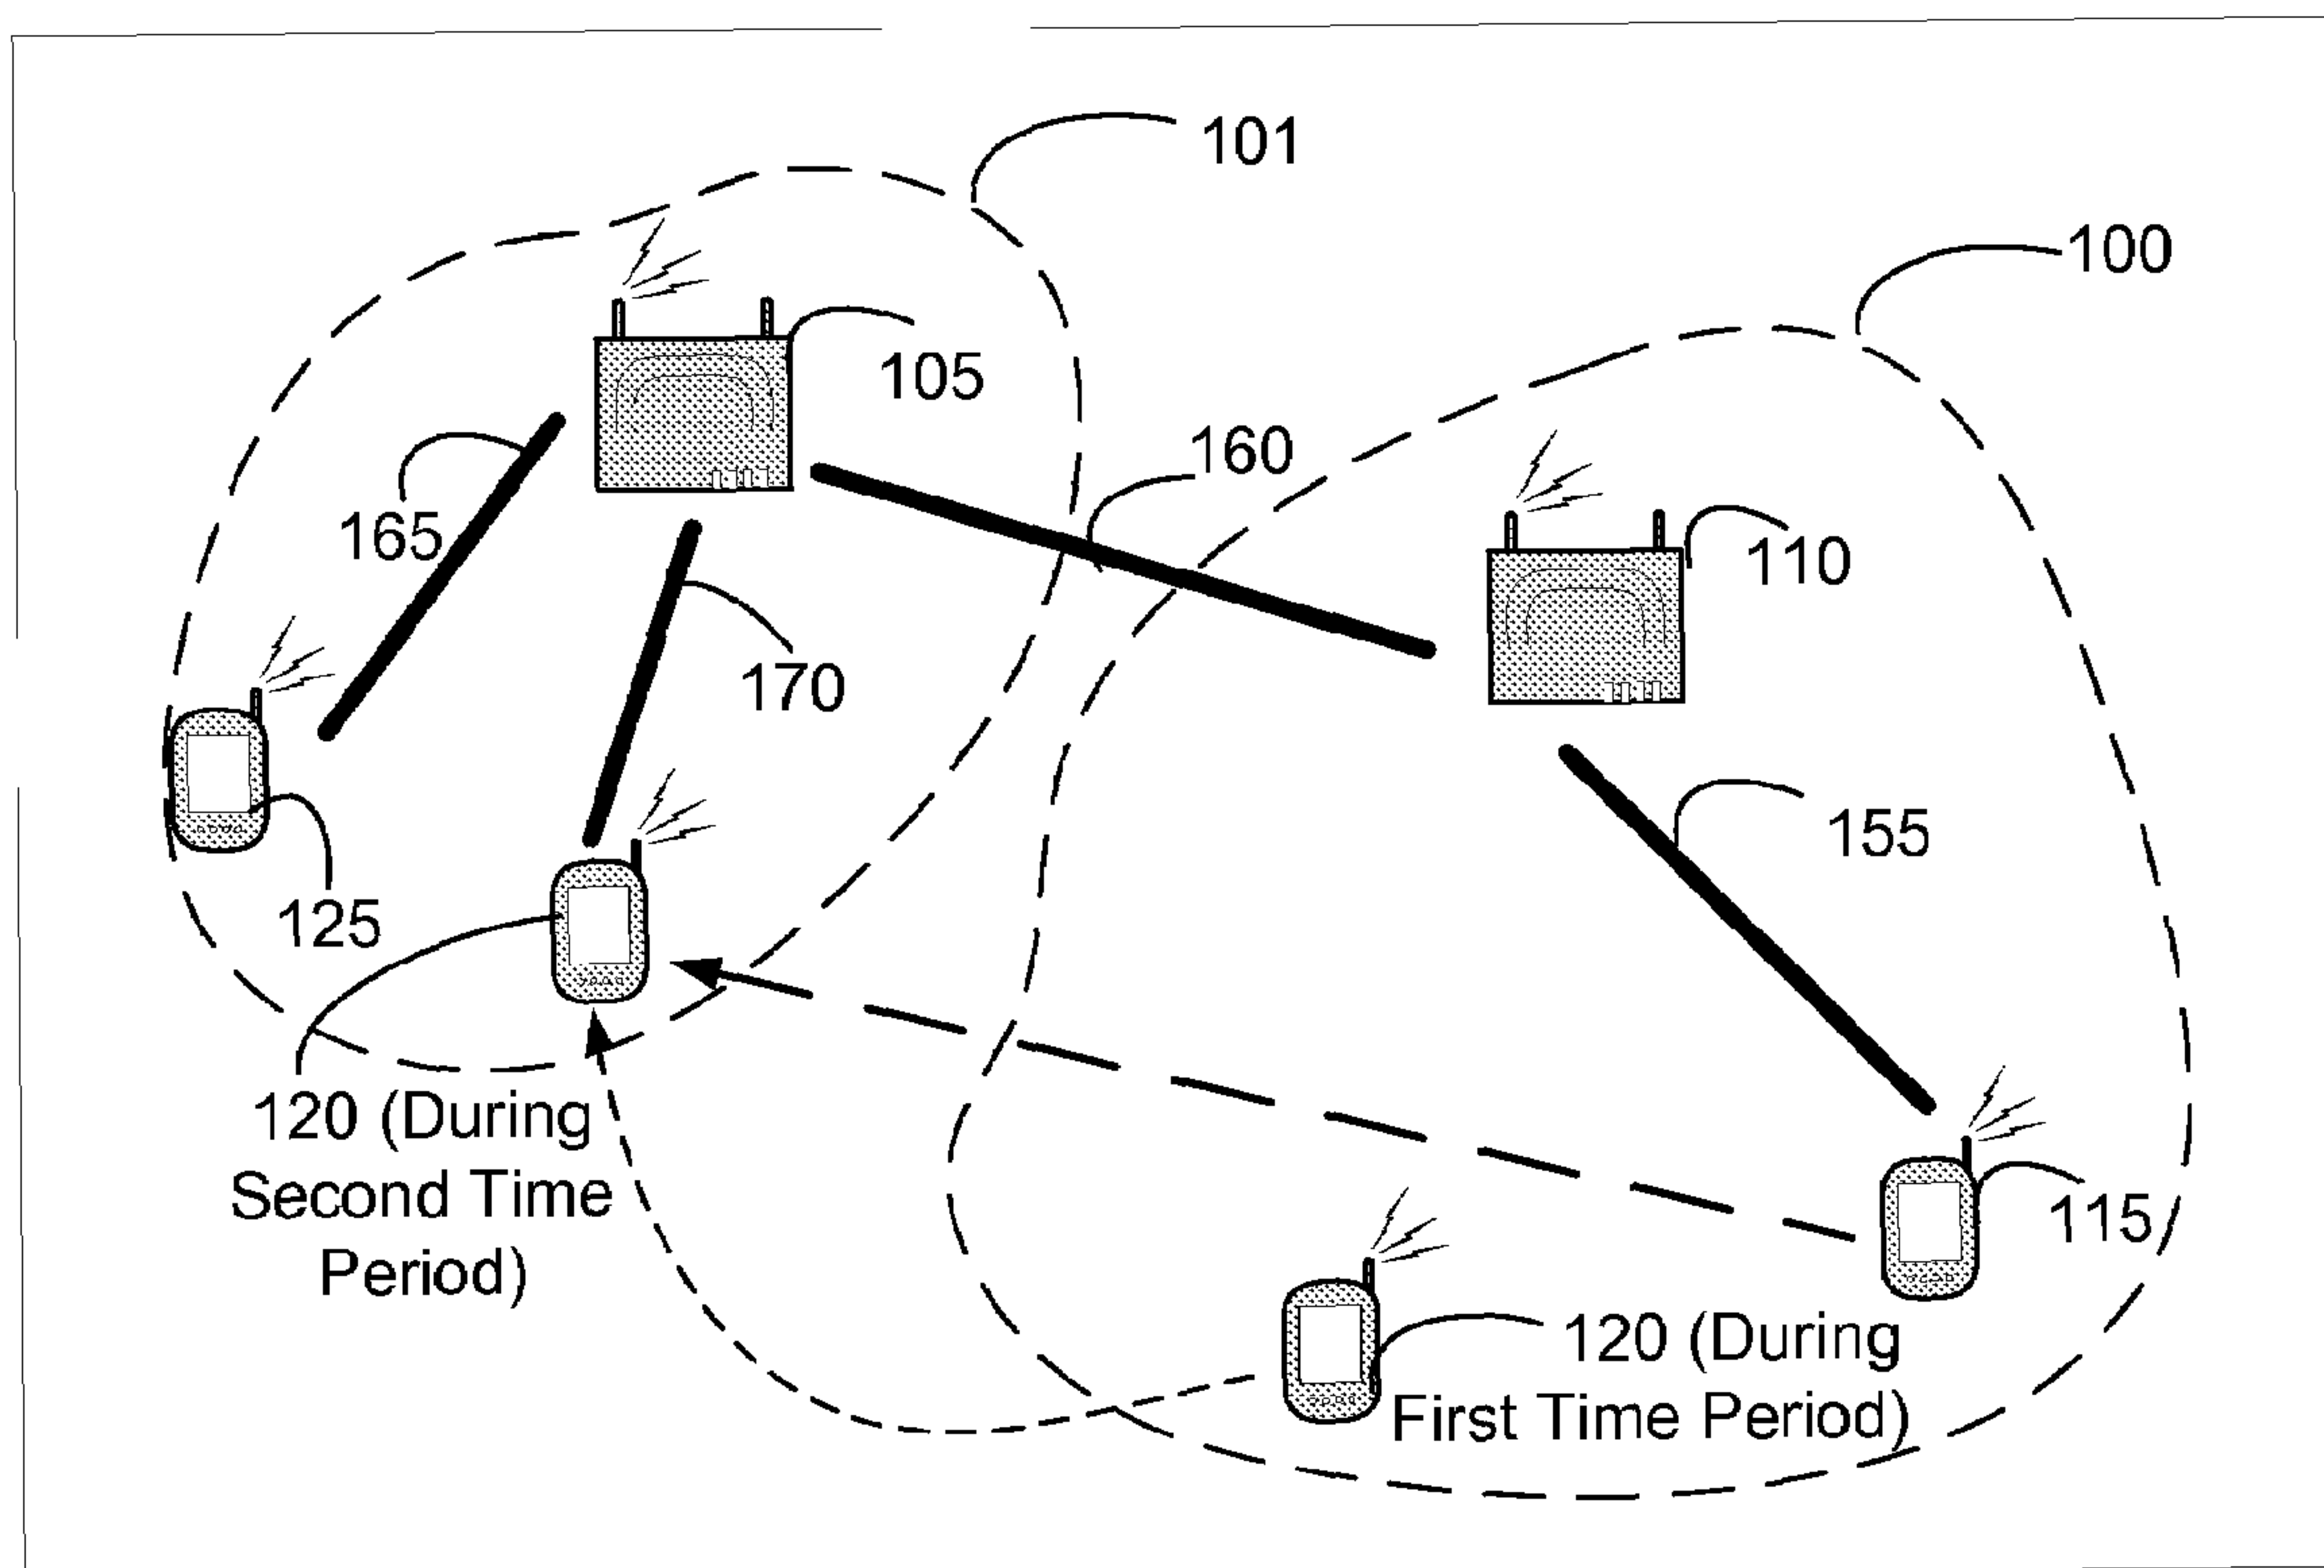 101
100
105
160
165
110
170
155
125
120 (During
Second Time
Period)
115
120 (During
First Time Period)